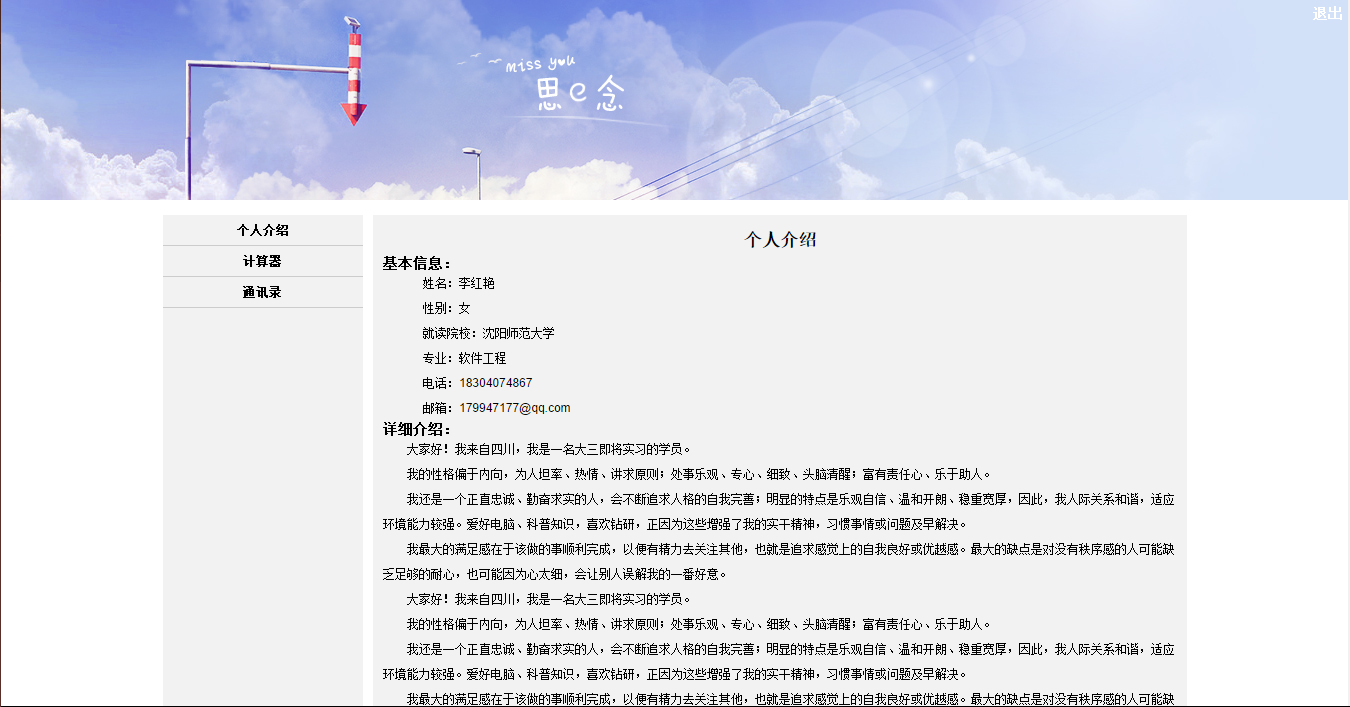 退出
miss you
思e念
个人介绍
计算器
通讯录
个人介绍
基本信息：
姓名：李红艳
性别：女
就读院校：沈阳师范大学
专业：软件工程
电话：18304074867
邮箱：179947177@qq.com
详细介绍：
大家好！我来自四川，我是一名大三即将实习的学员。
我的性格偏于内向，为人坦率、热情、讲求原则；处事乐观、专心、细致、头脑清醒；富有责任心、乐于助人。
我还是一个正直忠诚、勤奋求实的人，会不断追求人格的自我完善；明显的特点是乐观自信、温和开朗、稳重宽厚，因此，我人际关系和谐，适应
环境能力较强。爱好电脑、科普知识，喜欢钻研，正因为这些增强了我的实干精神，习惯事情或问题及早解决。
我最大的满足感在于该做的事顺利完成，以便有精力去关注其他，也就是追求感觉上的自我良好或优越感。最大的缺点是对没有秩序感的人可能缺
乏足够的耐心，也可能因为心太细，会让别人误解我的一番好意。
大家好！我来自四川，我是一名大三即将实习的学员。
我的性格偏于内向，为人坦率、热情、讲求原则；处事乐观、专心、细致、头脑清醒；富有责任心、乐于助人。
我还是一个正直忠诚、勤奋求实的人，会不断追求人格的自我完善；明显的特点是乐观自信、温和开朗、稳重宽厚，因此，我人际关系和谐，适应
环境能力较强。爱好电脑、科普知识，喜欢钻研，正因为这些增强了我的实干精神，习惯事情或问题及早解决。
我最大的满足感在于该做的事顺利完成，以便有精力去关注其他，也就是追求感觉上的自我良好或优越感。最大的缺点是对没有秩序感的人可能缺